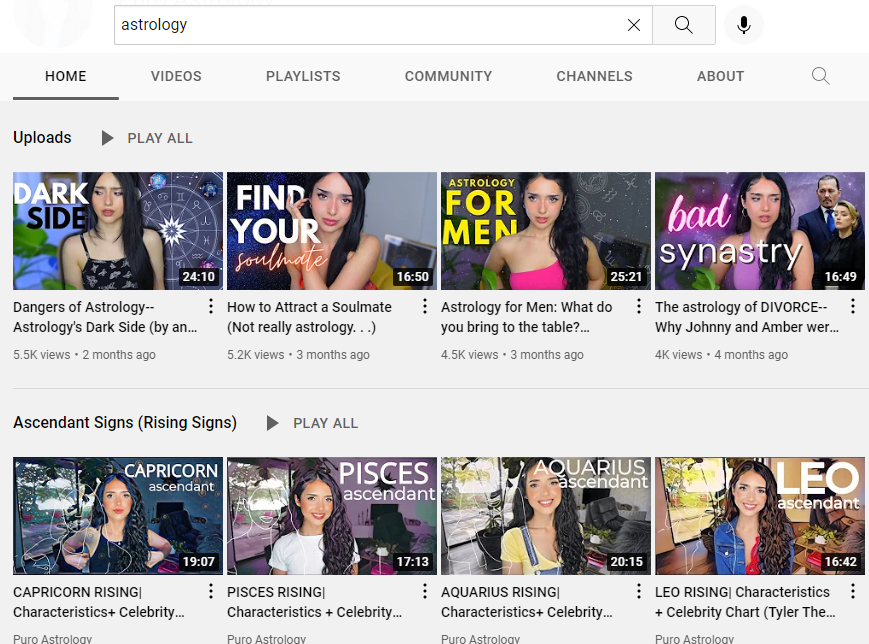 astrology
HOME VIDEOS PLAYLISTS COMMUNITY CHANNELS ABOUT
Uploads PLAY ALL
DARK
SIDE
24:10
FIND
YOUR
soulmate
16:50
ASTROLOGY
FOR
MEN
25:21
bad
synastry
16:49
Dangers of Astrology--
Astrology's Dark Side (by an...
5.5K views • 2 months ago
How to Attract a Soulmate
(Not really astrology. . .)
5.2K views • 3 months ago
Astrology for Men: What do
you bring to the table?...
4.5K views • 3 months ago
The astrology of DIVORCE--
Why Johnny and Amber wer...
4K views • 4 months ago
Ascendant Signs (Rising Signs) PLAY ALL
CAPRICORN
ascendant
19:07
PISCES
ascendant
17:13
AQUARIUS
ascendant
20:15
LEO
ascendant
16:42
CAPRICORN RISING|
Characteristics+ Celebrity...
Puro Astrology
PISCES RISING|
Characteristics + Celebrity...
Puro Astrology
AQUARIUS RISING|
Characteristics+ Celebrity...
Puro Astrology
LEO RISING| Characteristics
+ Celebrity Chart (Tyler The...
Puro Astrology